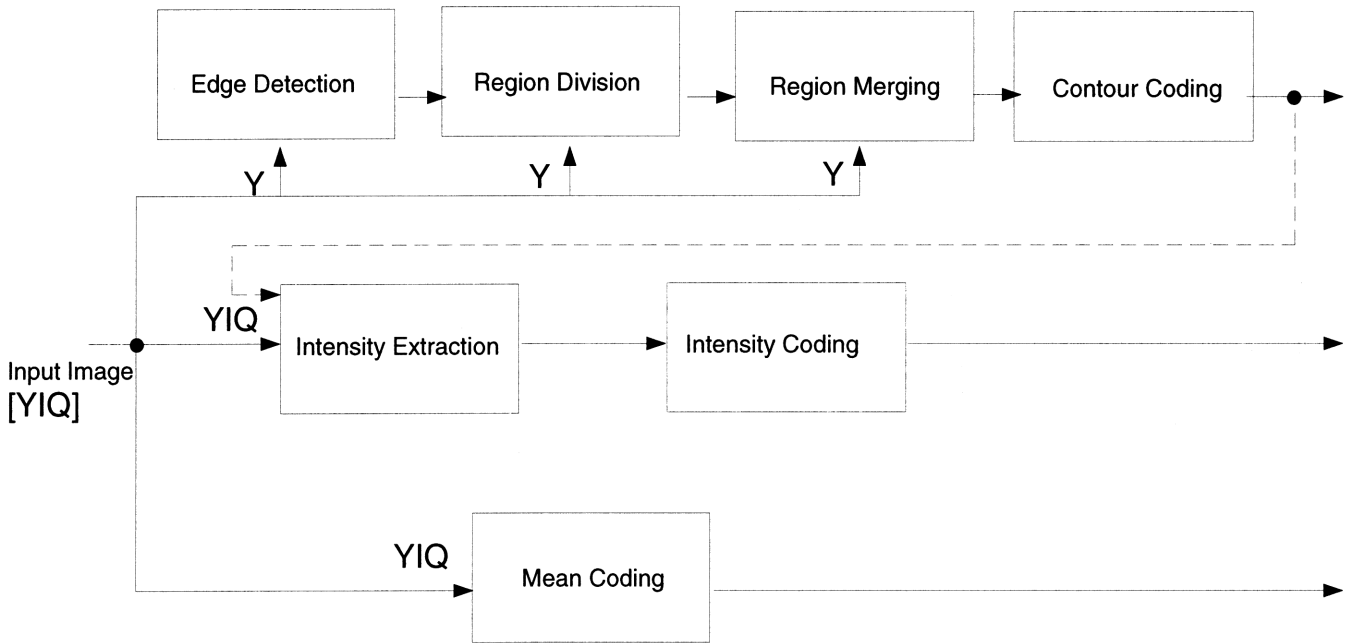 Edge Detection
Region Division
Region Merging
Contour Coding
Y
Y
Y
YIQ
Intensity Extraction
Intensity Coding
Input Image
[YIQ]
YIQ
Mean Coding